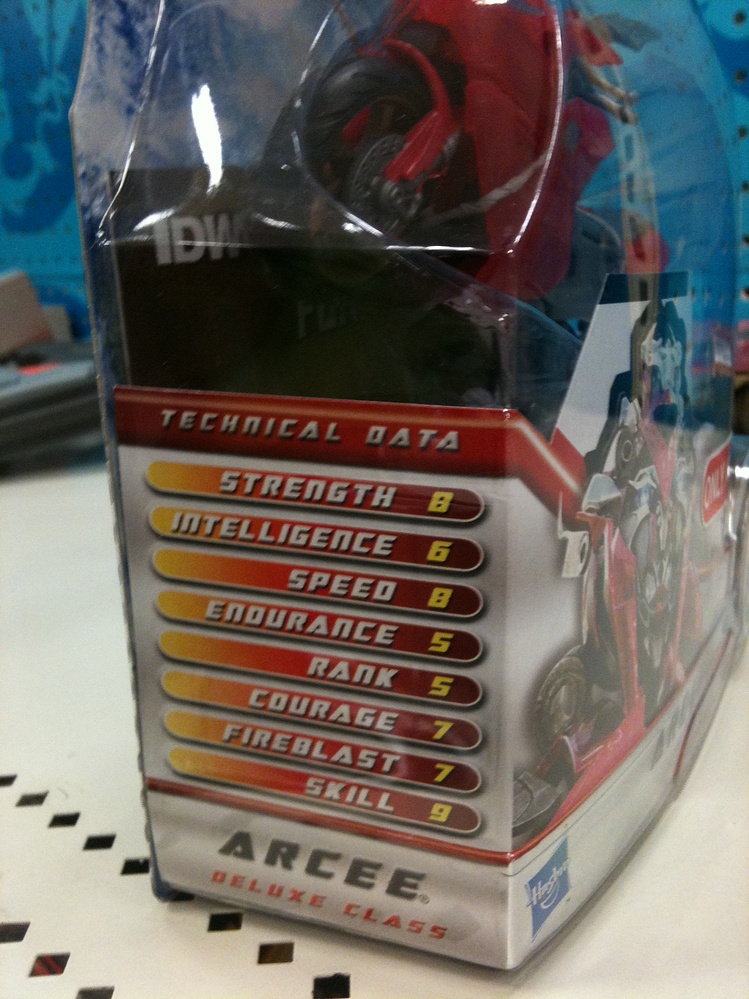 IDW
TECHNICAL DATA
STRENGTH 8
INTELLIGENCE 6
SPEED 8
ENDURANCE 5
RANK 5
COURAGE 7
FIREBLAST 7
SKILL 9
ARCEE®
DELUXE CLASS
Hasbro
ONLY